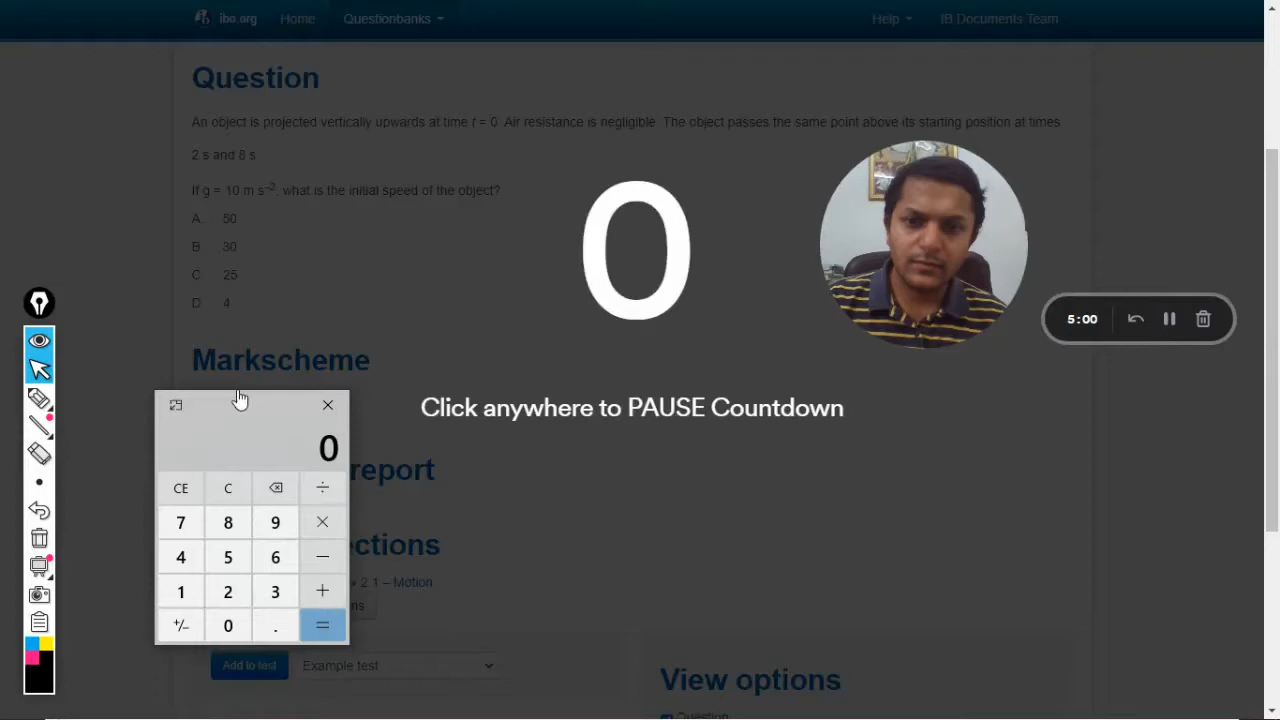 ibo.org Home Questionbanks Help IB Documents Team
Question
An object is projected vertically upwards at time t = 0 Air resistance is negligible The object passes the same point above its starting position at times
2 s and 8 s
If g = 10 m s-2, what is the initial speed of the object?
A. 50
B 30
C. 25
D 4
0
5:00
Markscheme
Click anywhere to PAUSE Countdown
0
report
CE C ÷
7 8 9 ×
ctions
4 5 6 −
2.1 – Motion
1 2 3 +
ns
+/− 0 . =
Add to test Example test
View options
Question